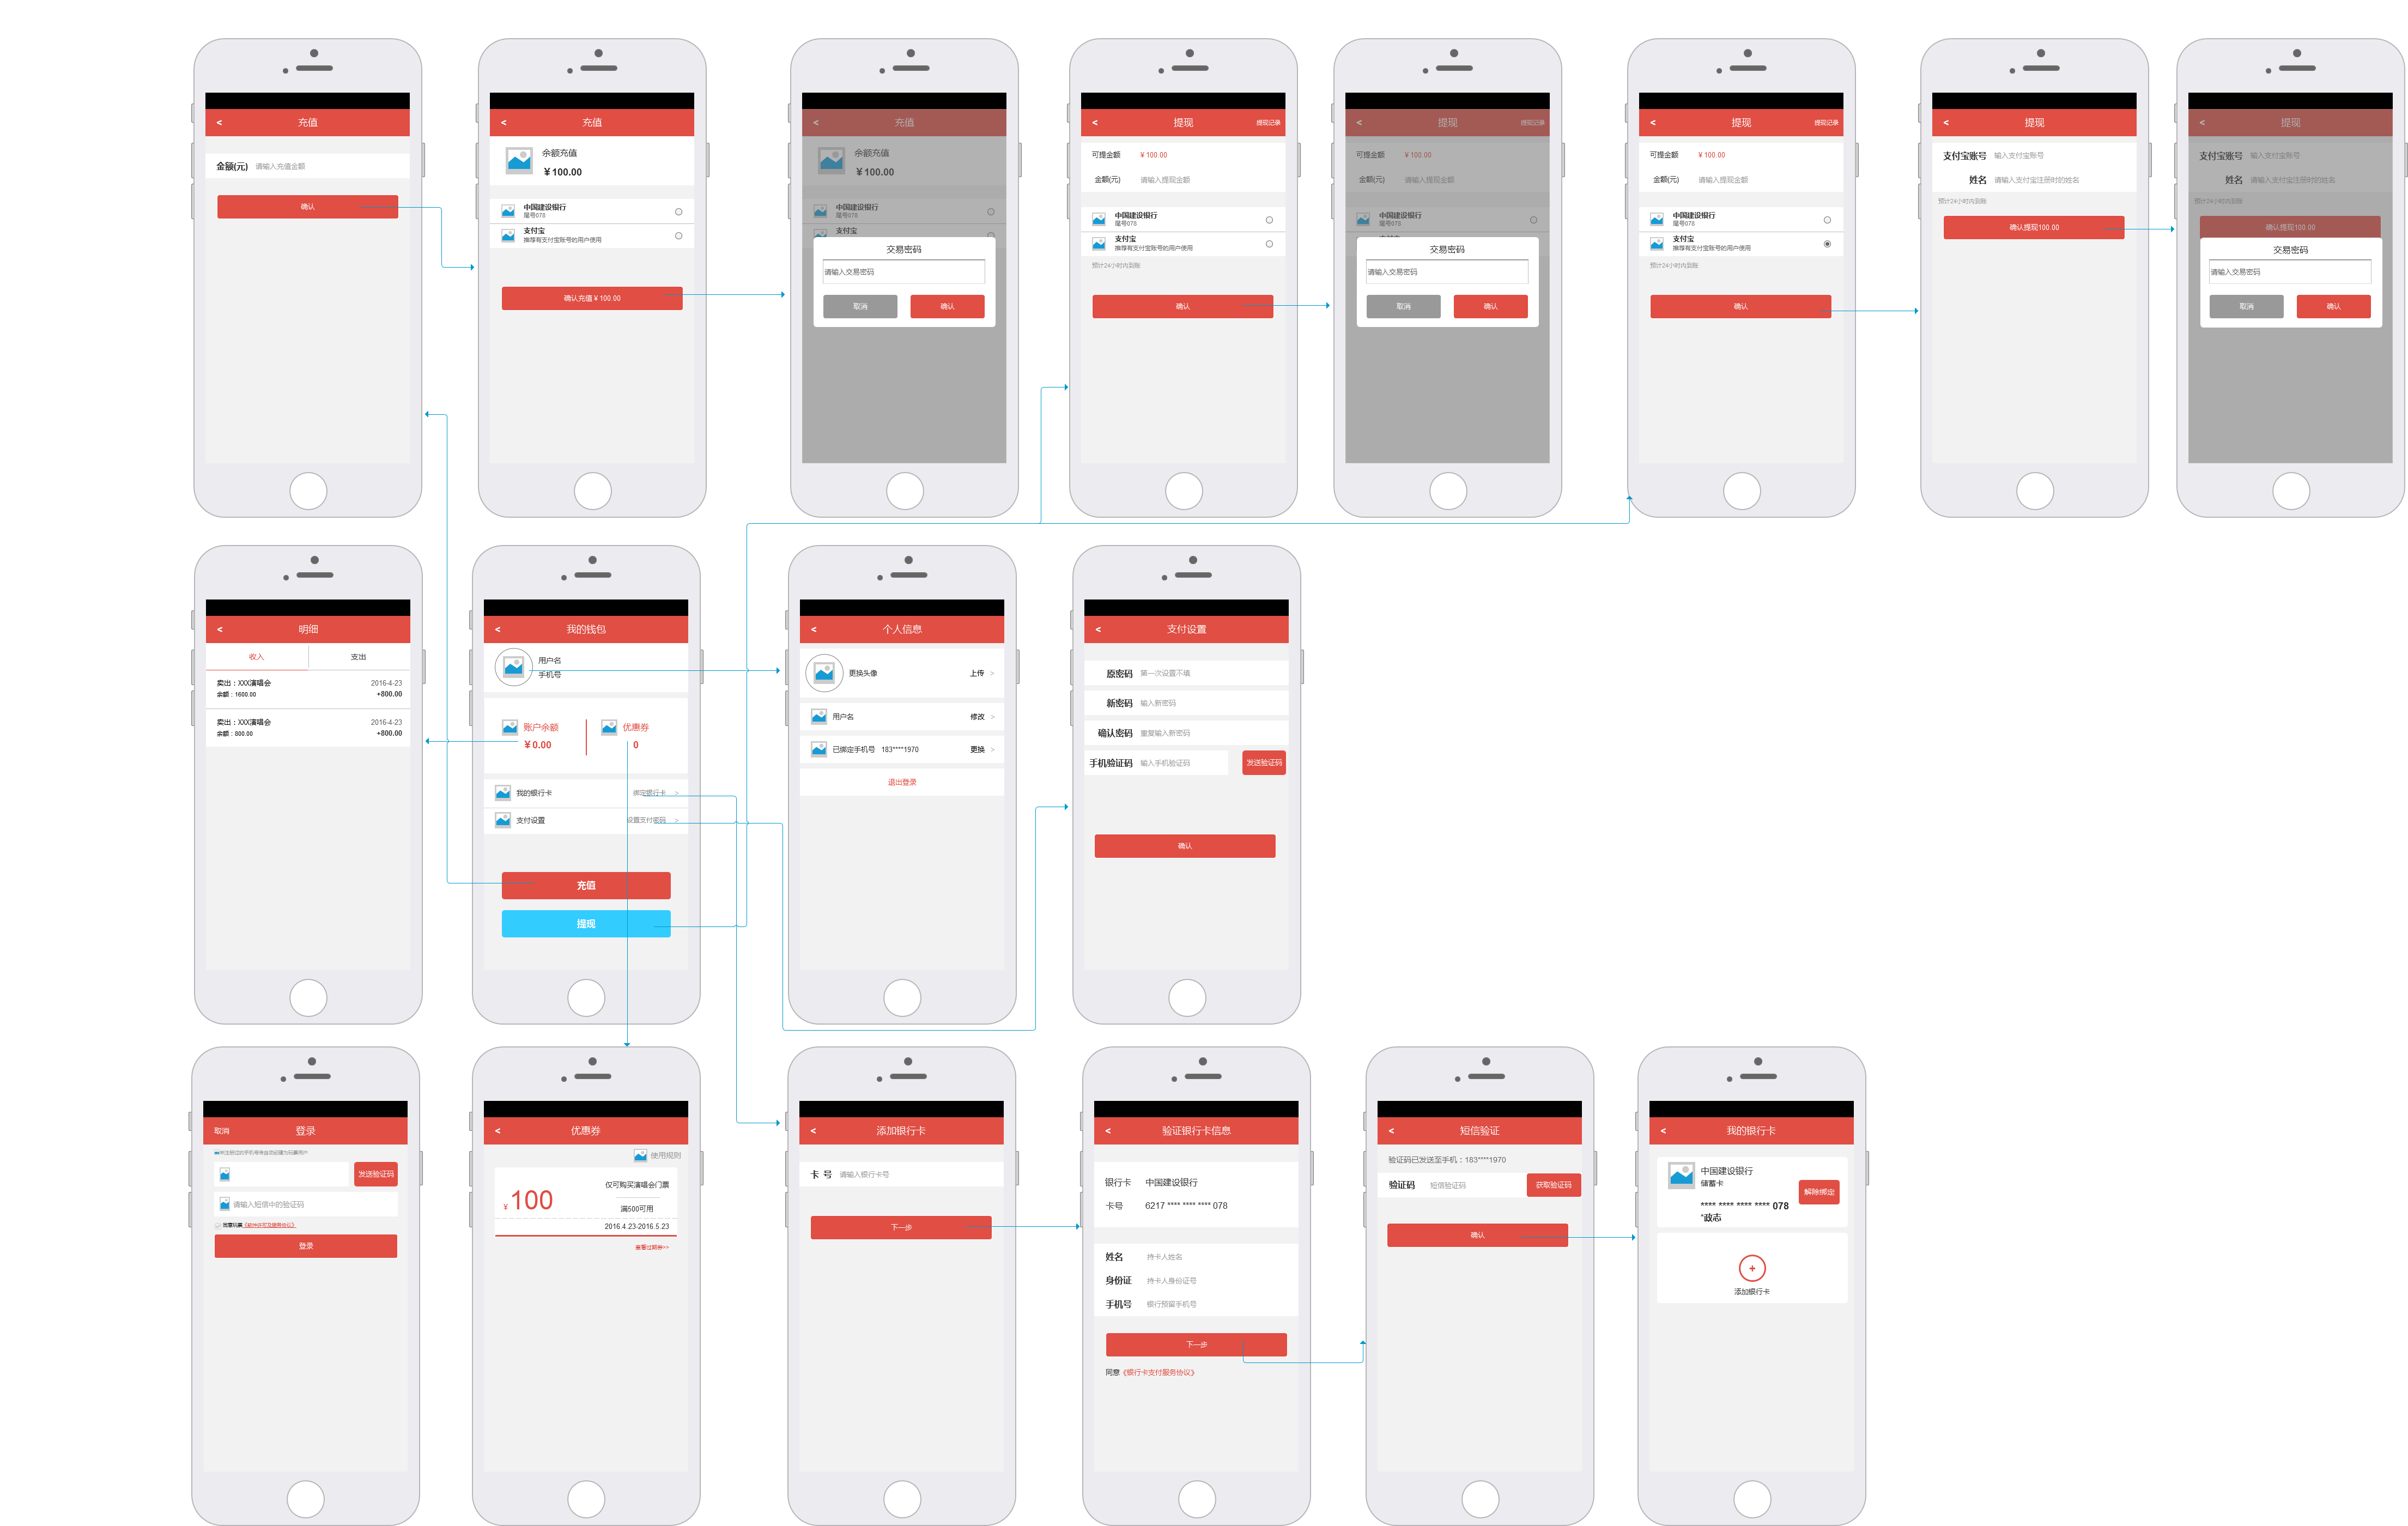 <
充值
金额(元)
请输入充值金额
确认
<
充值
余额充值
￥100.00
中国建设银行
尾号078
支付宝
推荐有支付宝账号的用户使用
确认充值￥100.00
<
充值
余额充值
￥100.00
中国建设银行
尾号078
支付宝
交易密码
请输入交易密码
取消
确认
<
提现
提现记录
可提金额
￥100.00
金额(元)
请输入提现金额
中国建设银行
尾号078
支付宝
推荐有支付宝账号的用户使用
预计24小时内到账
确认
<
提现
提现记录
可提金额
￥100.00
金额(元)
请输入提现金额
中国建设银行
尾号078
交易密码
请输入交易密码
取消
确认
<
提现
提现记录
可提金额
￥100.00
金额(元)
请输入提现金额
中国建设银行
尾号078
支付宝
推荐有支付宝账号的用户使用
预计24小时内到账
确认
<
提现
支付宝账号
输入支付宝账号
姓名
请输入支付宝注册时的姓名
预计24小时内到账
确认提现100.00
<
提现
支付宝账号
输入支付宝账号
姓名
请输入支付宝注册时的姓名
预计24小时内到账
确认提现100.00
交易密码
请输入交易密码
取消
确认
<
明细
收入
支出
卖出：XXX演唱会
2016-4-23
余额：1600.00
+800.00
卖出：XXX演唱会
2016-4-23
余额：800.00
+800.00
<
我的钱包
用户名
手机号
账户余额
￥0.00
优惠券
0
我的银行卡
绑定银行卡 >
支付设置
设置支付密码 >
充值
提现
<
个人信息
更换头像
上传 >
用户名
修改 >
已绑定手机号 183****1970
更换 >
退出登录
<
支付设置
原密码
第一次设置不填
新密码
输入新密码
确认密码
重复输入新密码
手机验证码
输入手机验证码
发送验证码
确认
取消
登录
发送验证码
请输入短信中的验证码
登录
<
优惠券
使用规则
￥100
仅可购买演唱会门票
满500可用
2016.4.23-2016.5.23
查看过期券>>
<
添加银行卡
卡 号
请输入银行卡号
下一步
<
验证银行卡信息
银行卡
中国建设银行
卡号
6217 **** **** **** 078
姓名
持卡人姓名
身份证
持卡人身份证号
手机号
银行预留手机号
下一步
同意《银行卡支付服务协议》
<
短信验证
验证码已发送至手机：183****1970
验证码
短信验证码
获取验证码
确认
<
我的银行卡
中国建设银行
储蓄卡
**** **** **** **** 078
*政志
解除绑定
+
添加银行卡